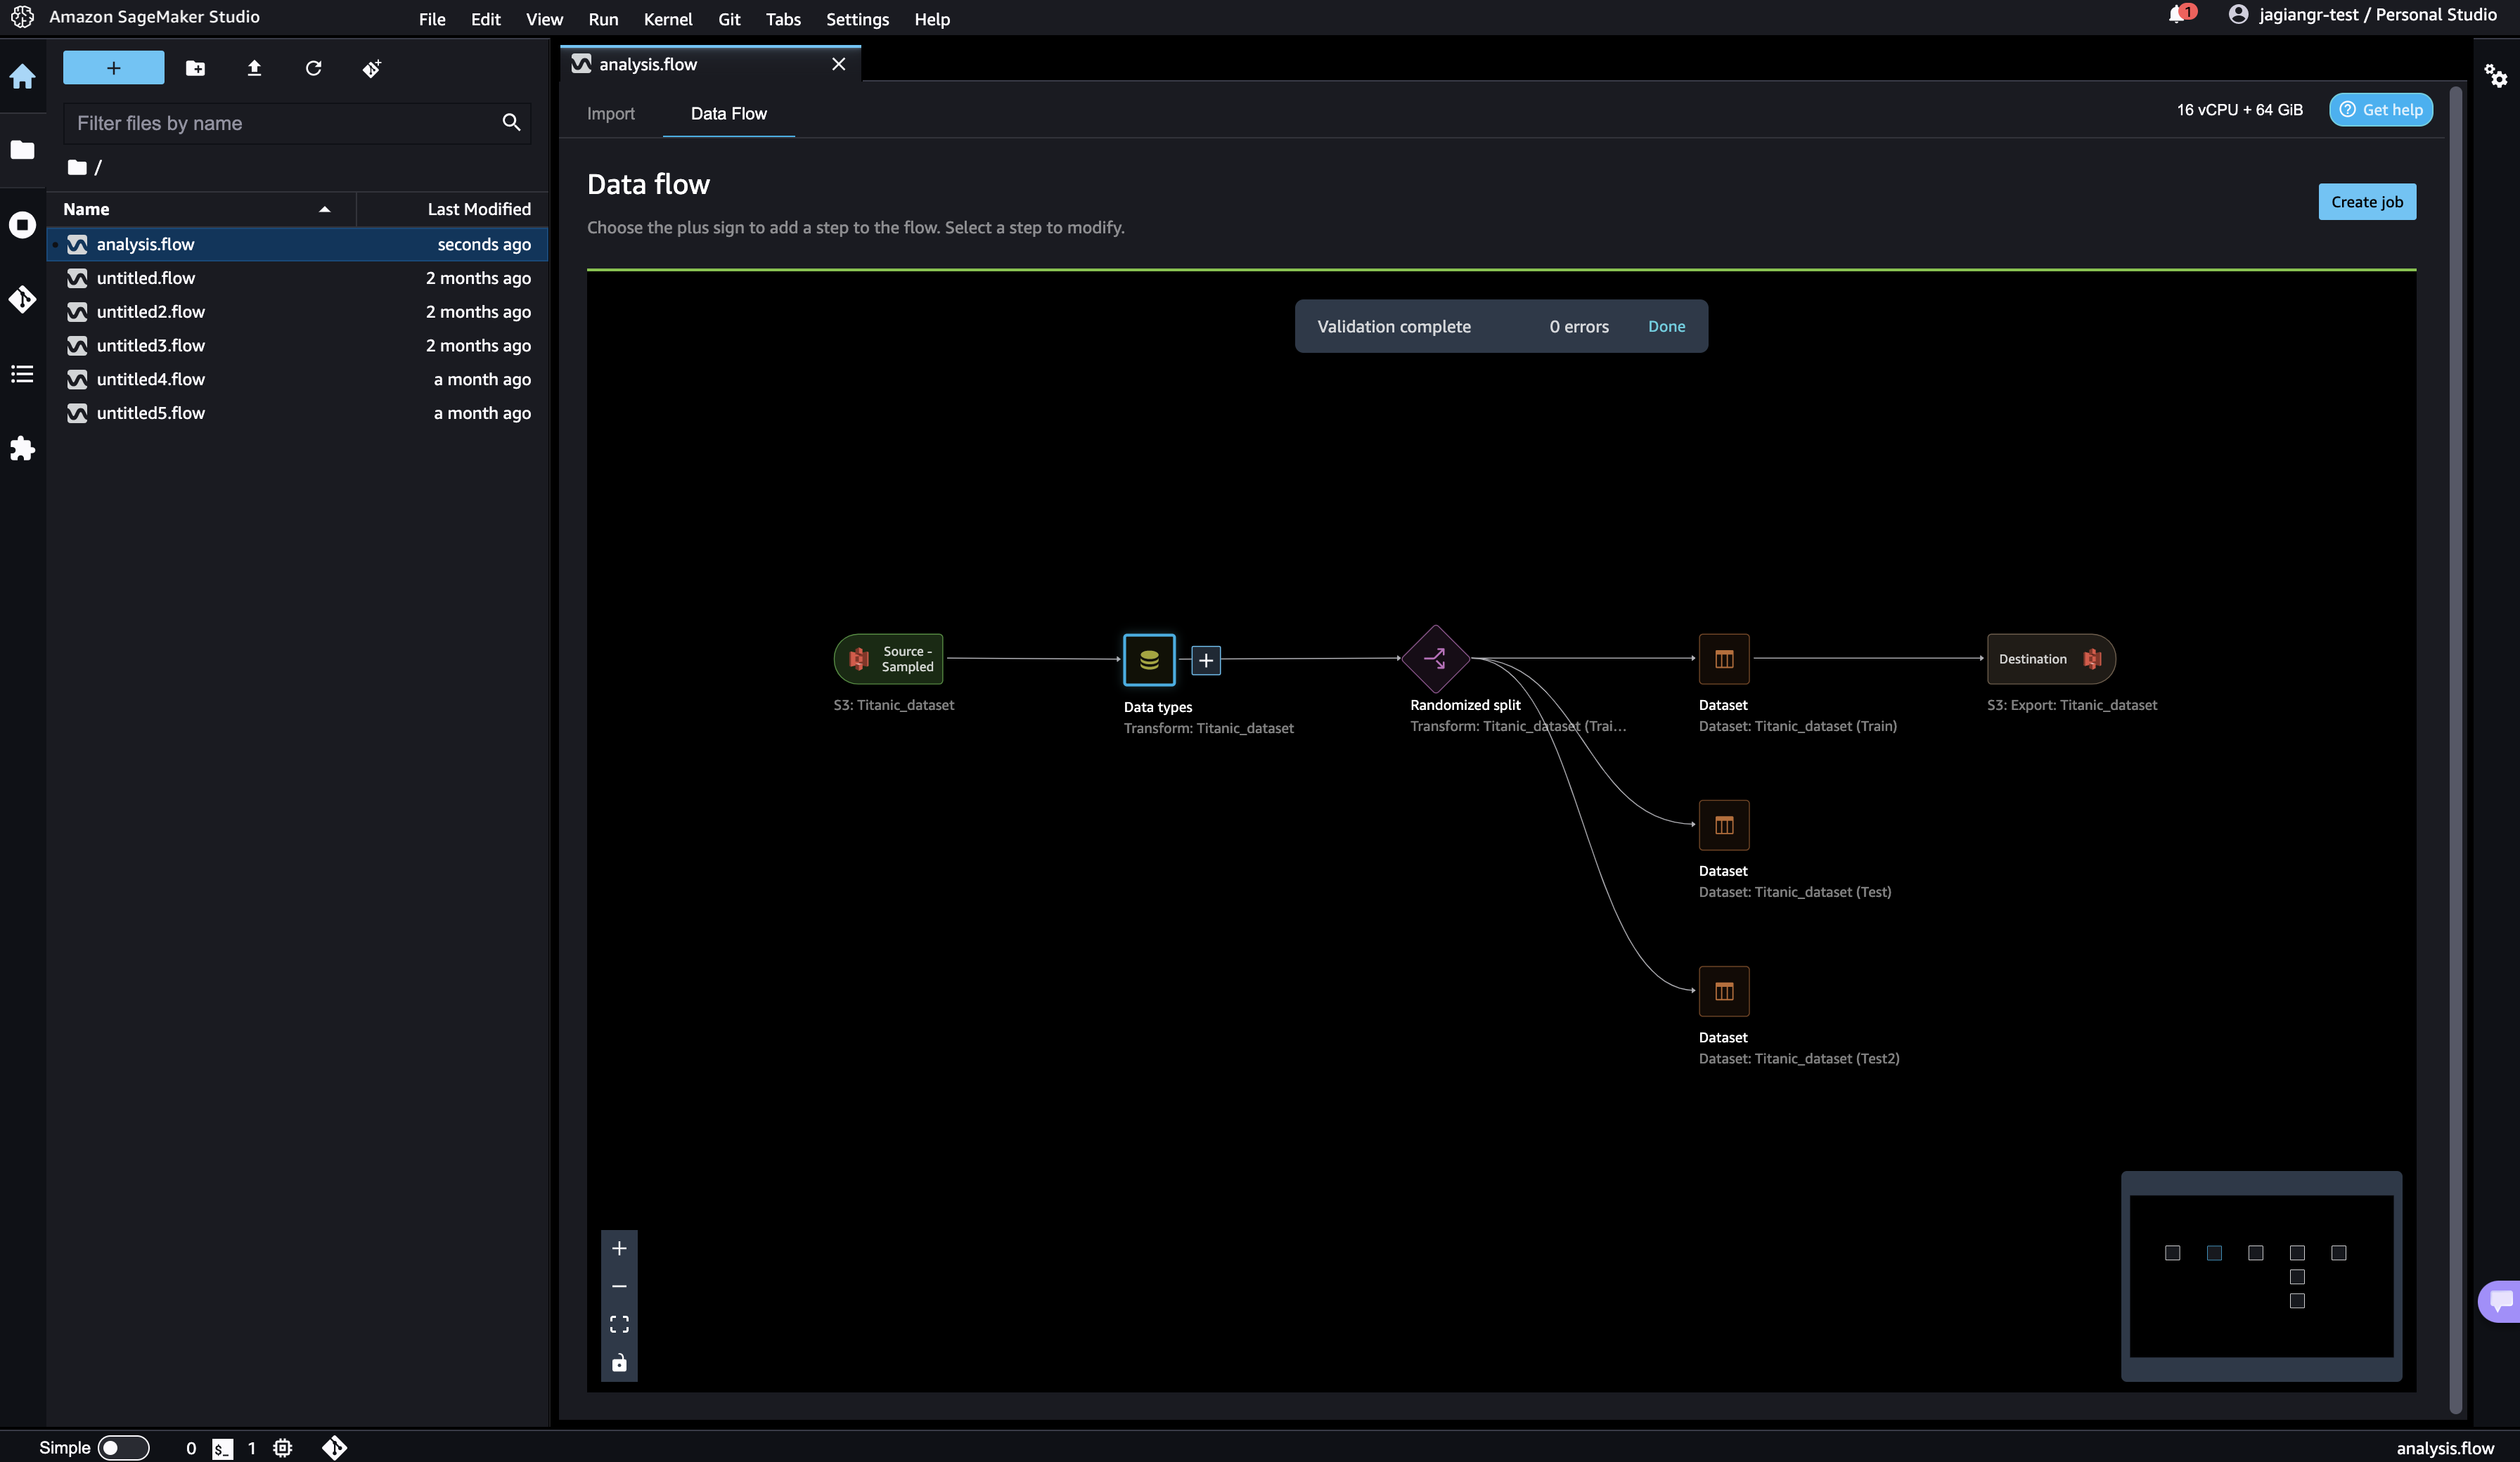 Amazon SageMaker Studio
File Edit View Run Kernel Git Tabs Settings Help
1
jagiangr-test / Personal Studio
+
Filter files by name
/
Name
Last Modified
analysis.flow
seconds ago
untitled.flow
2 months ago
untitled2.flow
2 months ago
untitled3.flow
2 months ago
untitled4.flow
a month ago
untitled5.flow
a month ago
analysis.flow
Import
Data Flow
16 vCPU + 64 GiB
Get help
Data flow
Choose the plus sign to add a step to the flow. Select a step to modify.
Create job
Validation complete
0 errors
Done
Source -
Sampled
S3: Titanic_dataset
Data types
Transform: Titanic_dataset
Randomized split
Transform: Titanic_dataset (Trai...
Dataset
Dataset: Titanic_dataset (Train)
Destination
S3: Export: Titanic_dataset
Dataset
Dataset: Titanic_dataset (Test)
Dataset
Dataset: Titanic_dataset (Test2)
Simple
0
$_
1
analysis.flow